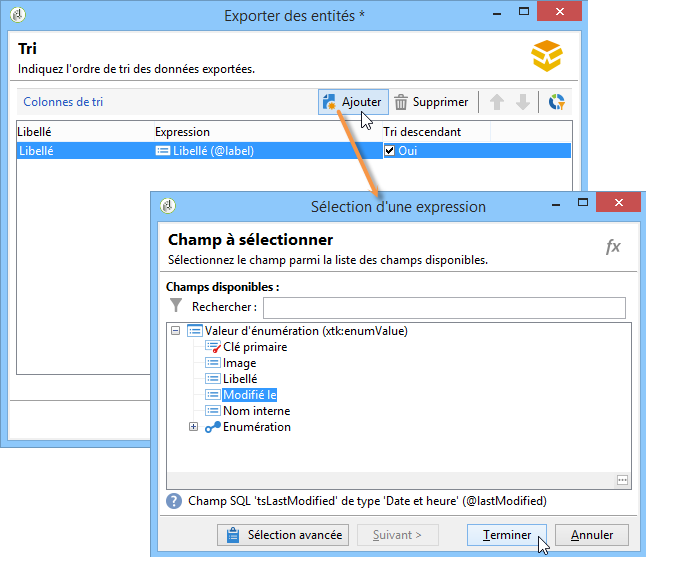 Exporter des entités *
Tri
Indiquez l'ordre de tri des données exportées.
Colonnes de tri
Ajouter
Supprimer
Libellé Expression Tri descendant
Libellé Libellé (@label) Oui
Sélection d'une expression
Champ à sélectionner
fx
Sélectionnez le champ parmi la liste des champs disponibles.
Champs disponibles :
Rechercher :
Valeur d'énumération (xtk:enumValue)
Clé primaire
Image
Libellé
Modifié le
Nom interne
Enumération
Champ SQL 'tsLastModified' de type 'Date et heure' (@lastModified)
Sélection avancée Suivant > Terminer Annuler